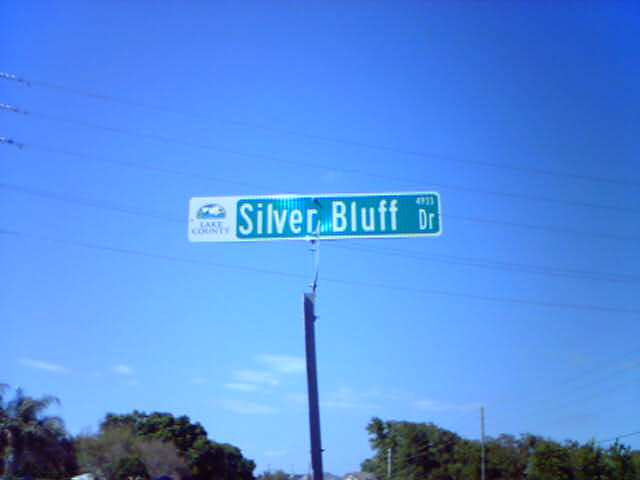 LAKE
COUNTY
Silver Bluff Dr
4933